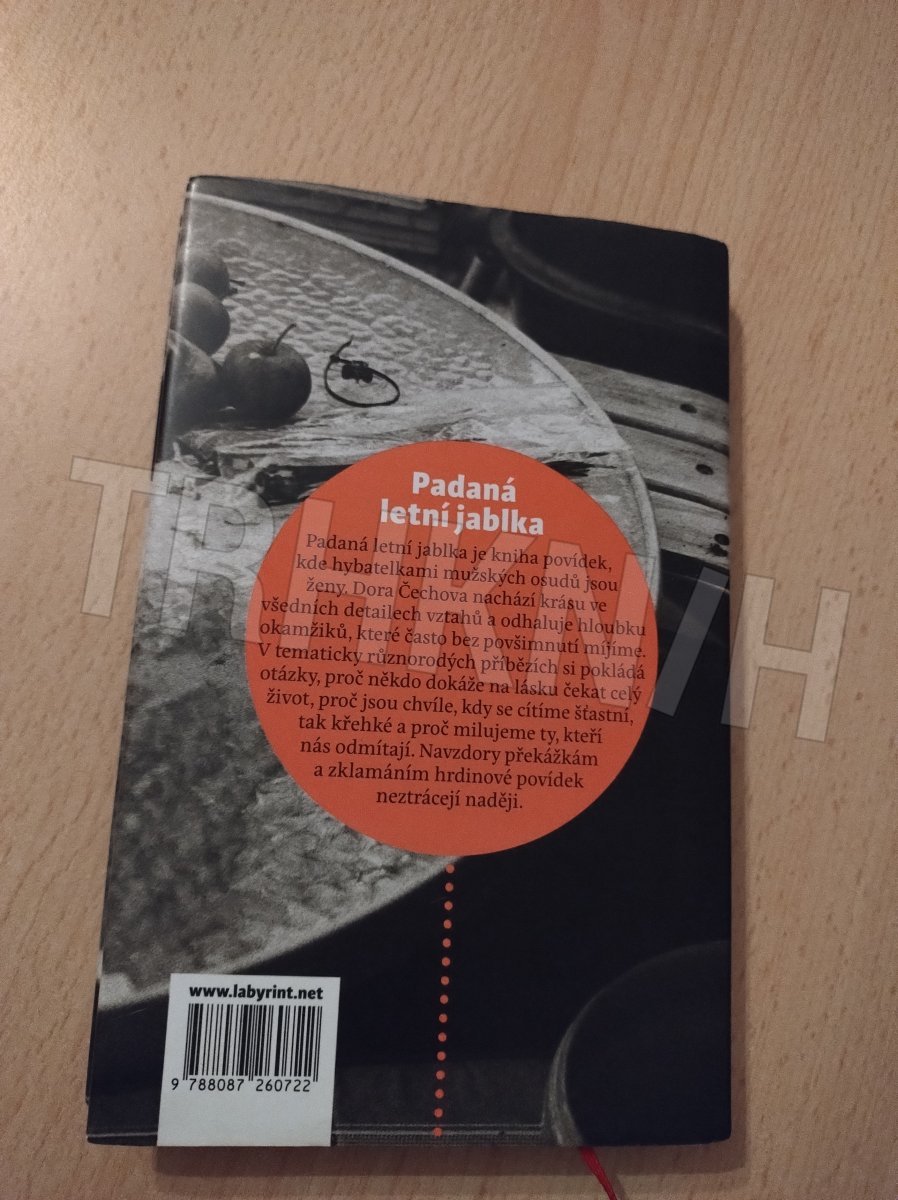 Padaná
letní jablka
Padaná letní jablka je kniha povídek,
kde hybatelkami mužských osudů jsou
ženy. Dora Čechova nachází krásu ve
všedních detailech vztahů a odhaluje hloubku
okamžiků, které často bez povšimnutí míjíme.
V tematicky různorodých příbězích si pokládá
otázky, proč někdo dokáže na lásku čekat celý
život, proč jsou chvíle, kdy se cítíme šťastní,
tak křehké a proč milujeme ty, kteří
nás odmítají. Navzdory překážkám
a zklamáním hrdinové povídek
neztrácejí naději.
TRHKNIH
www.labyrint.net
9 788087 260722